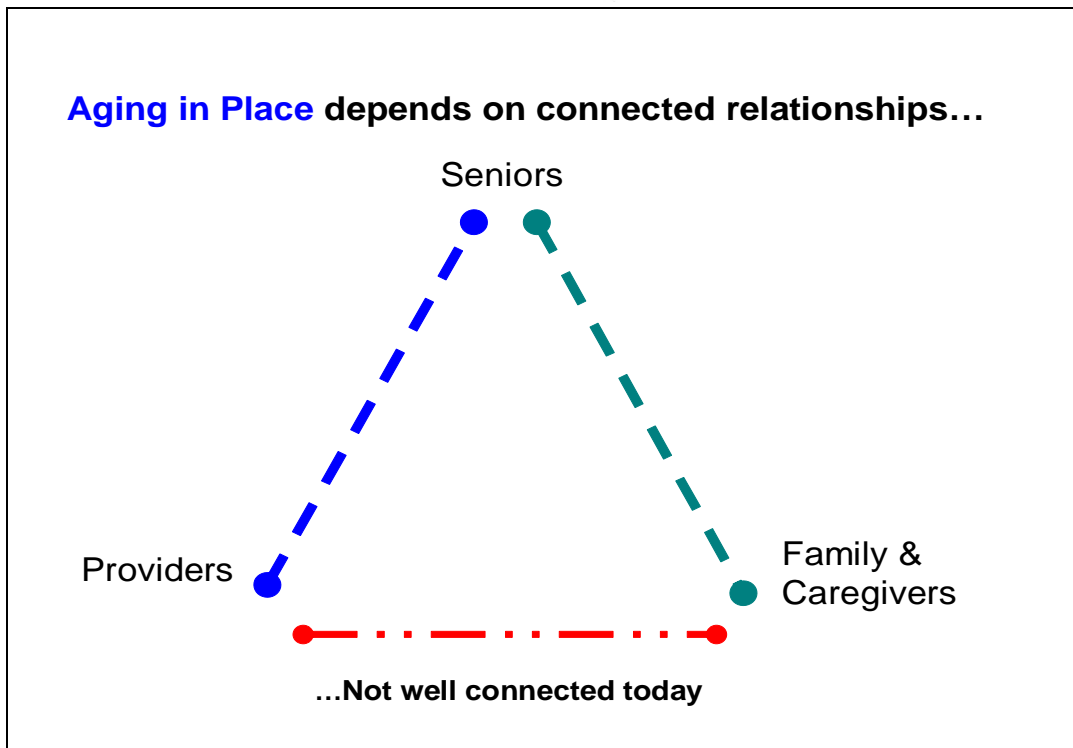 Aging in Place depends on connected relationships…
Seniors
Providers
Family &
Caregivers
…Not well connected today